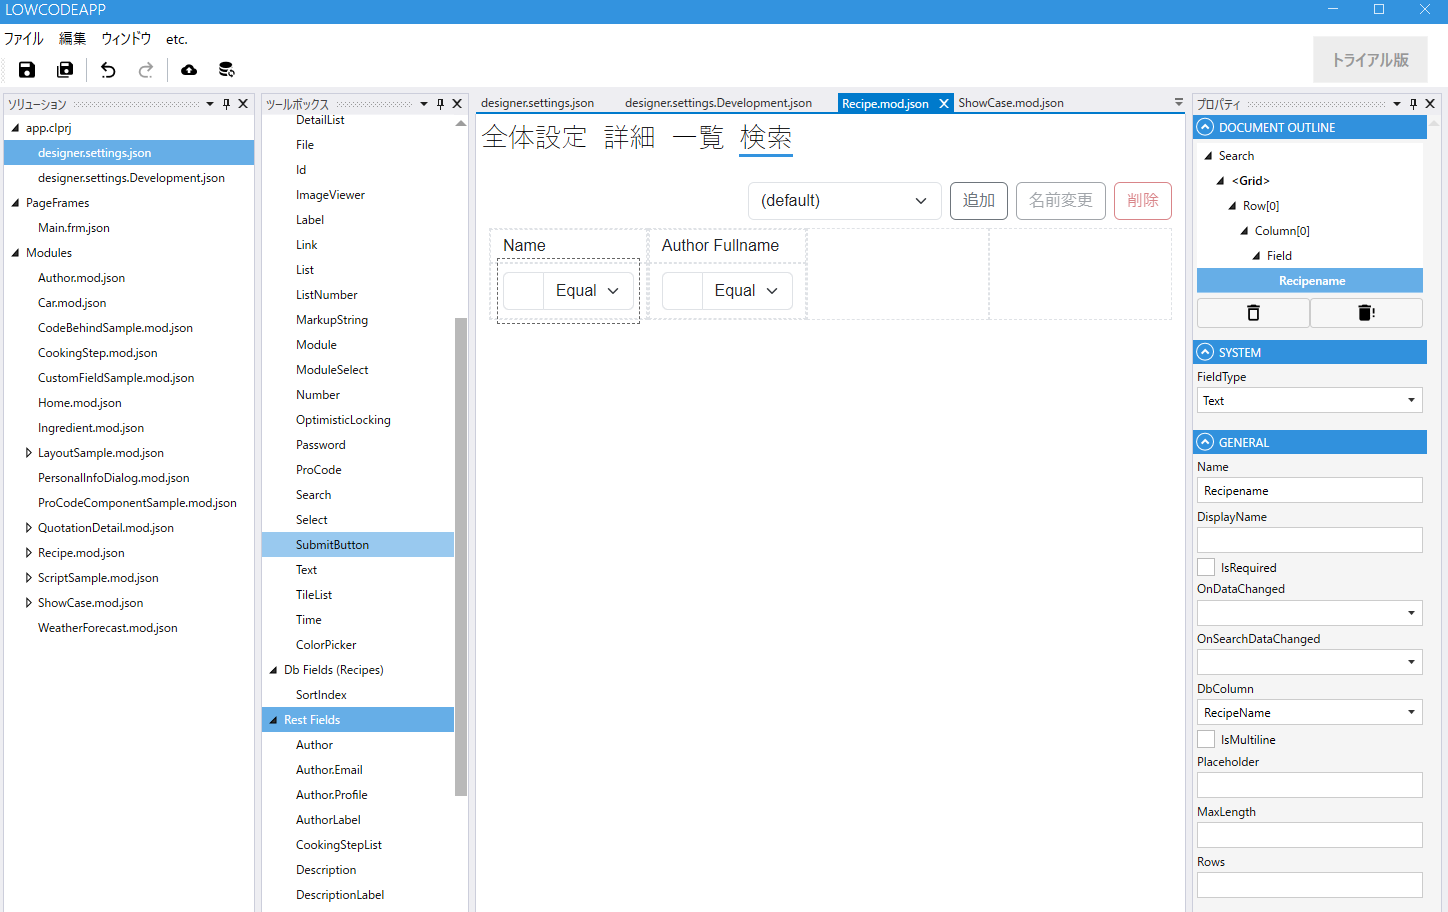 LOWCODEAPP
ファイル 編集 ウィンドウ etc.
トライアル版
ソリューション
app.clprj
designer.settings.json
designer.settings.Development.json
PageFrames
Main.frm.json
Modules
Author.mod.json
Car.mod.json
CodeBehindSample.mod.json
CookingStep.mod.json
CustomFieldSample.mod.json
Home.mod.json
Ingredient.mod.json
LayoutSample.mod.json
PersonalInfoDialog.mod.json
ProCodeComponentSample.mod.json
QuotationDetail.mod.json
Recipe.mod.json
ScriptSample.mod.json
ShowCase.mod.json
WeatherForecast.mod.json
ツールボックス
DetailList
File
Id
ImageViewer
Label
Link
List
ListNumber
MarkupString
Module
ModuleSelect
Number
OptimisticLocking
Password
ProCode
Search
Select
SubmitButton
Text
TileList
Time
ColorPicker
Db Fields (Recipes)
SortIndex
Rest Fields
Author
Author.Email
Author.Profile
AuthorLabel
CookingStepList
Description
DescriptionLabel
designer.settings.json designer.settings.Development.json Recipe.mod.json ShowCase.mod.json
全体設定 詳細 一覧 検索
(default) 追加 名前変更 削除
Name Author Fullname
Equal Equal
プロパティ
DOCUMENT OUTLINE
Search
<Grid>
Row[0]
Column[0]
Field
Recipename
SYSTEM
FieldType
Text
GENERAL
Name
Recipename
DisplayName
IsRequired
OnDataChanged
OnSearchDataChanged
DbColumn
RecipeName
IsMultiline
Placeholder
MaxLength
Rows